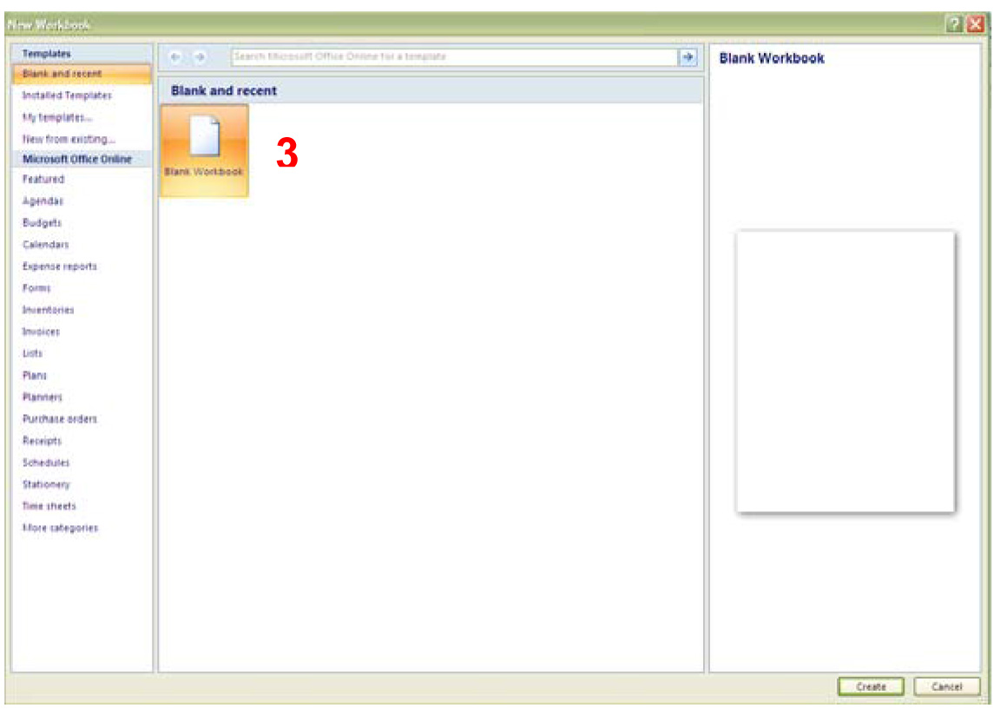 New Workbook
Templates
Blank and recent
Installed Templates
My templates...
New from existing...
Microsoft Office Online
Featured
Agendas
Budgets
Calendars
Expense reports
Forms
Inventories
Invoices
Lists
Plans
Planners
Purchase orders
Receipts
Schedules
Stationery
Time sheets
More categories
Search Microsoft Office Online for a template
Blank and recent
Blank Workbook
3
Blank Workbook
Create
Cancel